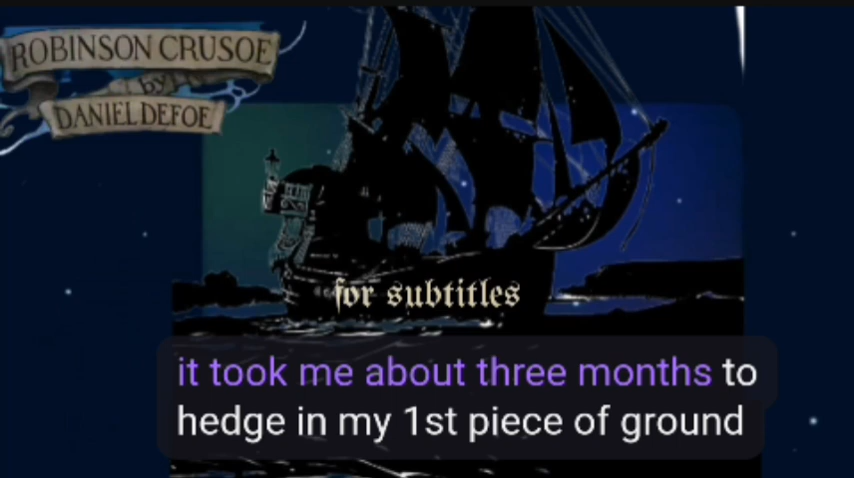 ROBINSON CRUSOE
by
DANIEL DEFOE
for subtitles
it took me about three months to
hedge in my 1st piece of ground